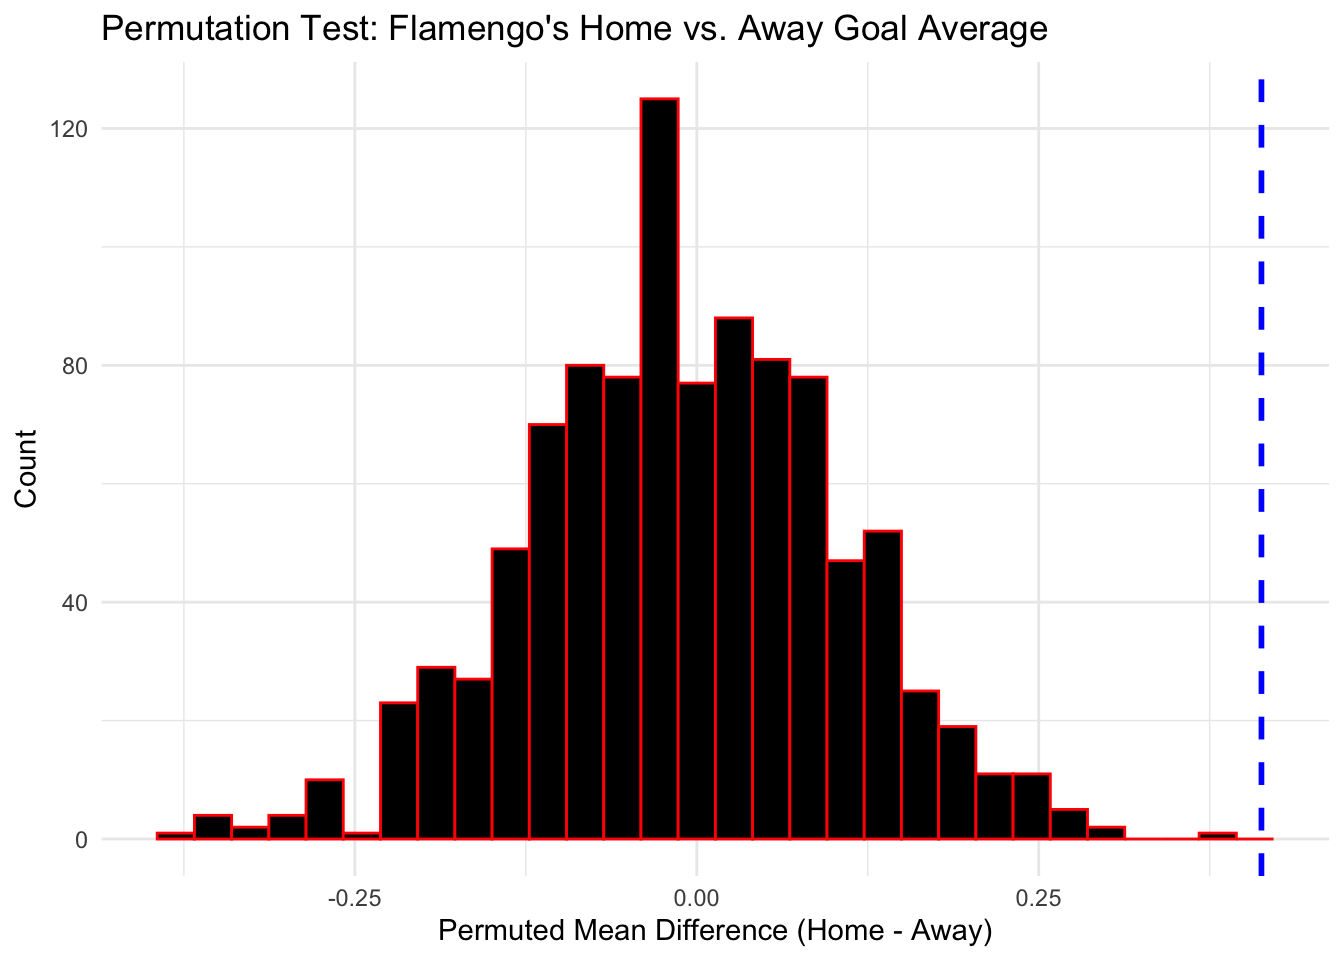 Permutation Test: Flamengo's Home vs. Away Goal Average
120
80
40
0
Count
-0.25
0.00
0.25
Permuted Mean Difference (Home - Away)